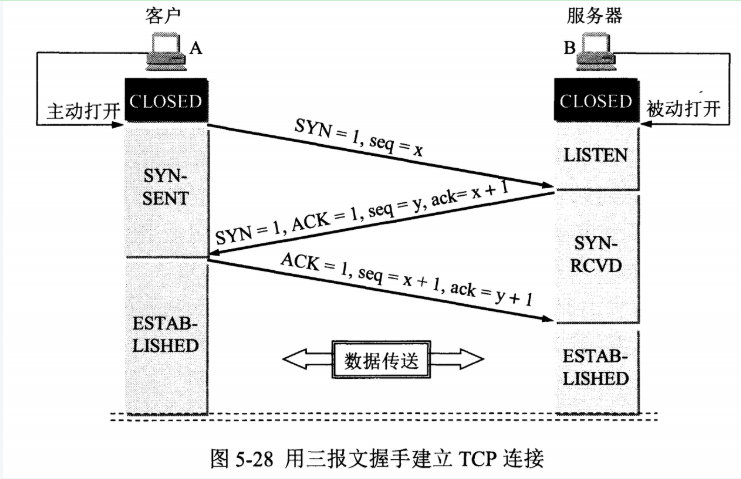 客户
服务器
A
B
CLOSED
CLOSED
主动打开
被动打开
SYN = 1, seq = x
LISTEN
SYN-
SENT
SYN = 1, ACK = 1, seq = y, ack= x + 1
SYN-
RCVD
ACK = 1, seq = x + 1, ack = y + 1
ESTAB-
LISHED
数据传送
ESTAB-
LISHED
图 5-28 用三报文握手建立 TCP 连接